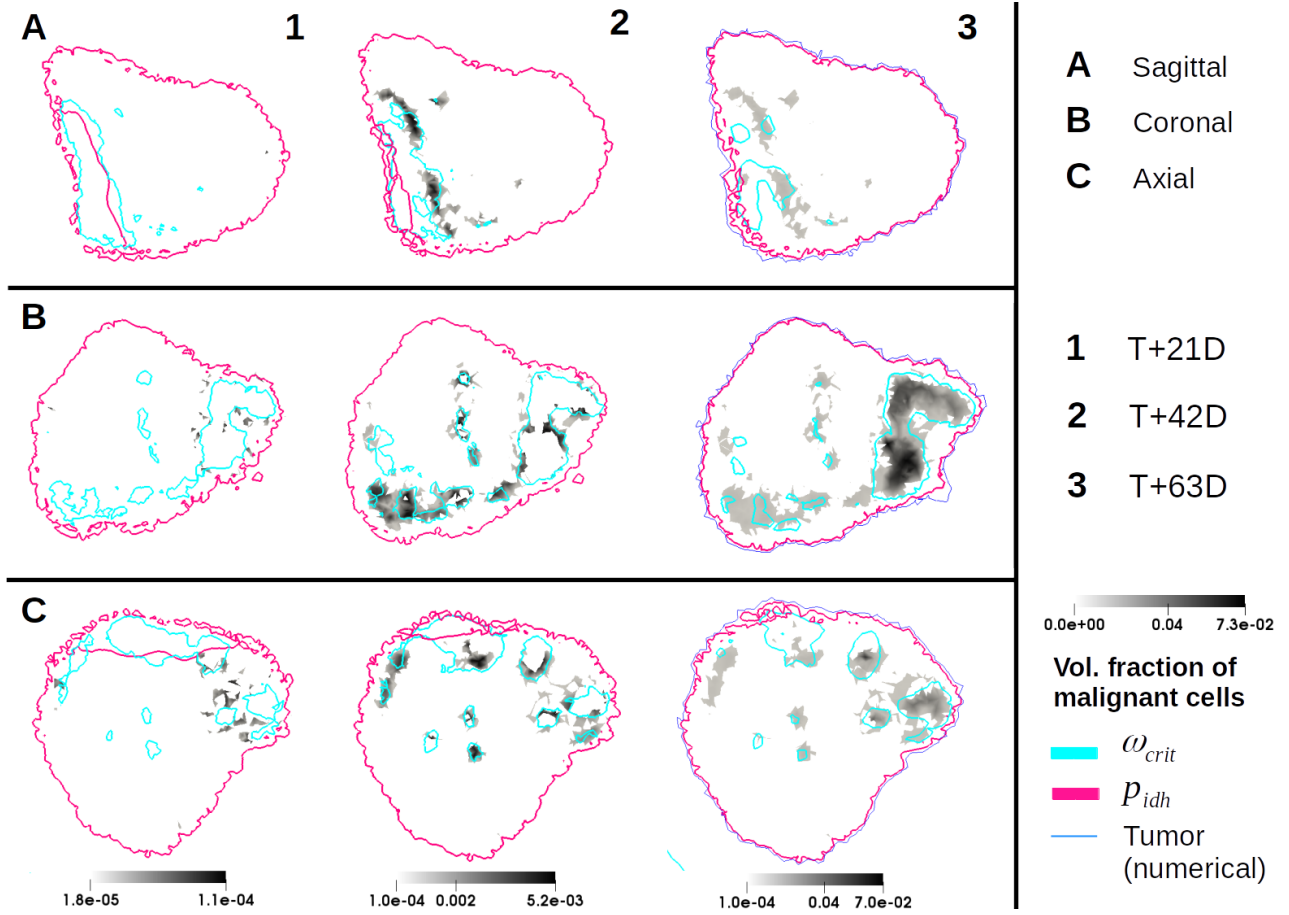 A 1 2 3
A Sagittal
B Coronal
C Axial
B
1 T+21D
2 T+42D
3 T+63D
C
0.0e+00 0.04 7.3e-02
Vol. fraction of
malignant cells
ω_crit
p_idh
Tumor
(numerical)
1.8e-05 1.1e-04
1.0e-04 0.002 5.2e-03
1.0e-04 0.04 7.0e-02